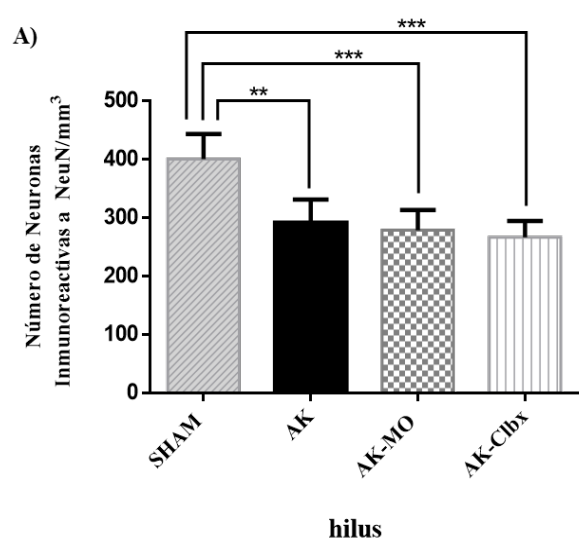 A)
***
***
**
Número de Neuronas
Inmunoreactivas a NeuN/mm³
500
400
300
200
100
0
SHAM
AK
AK-MO
AK-Clbx
hilus